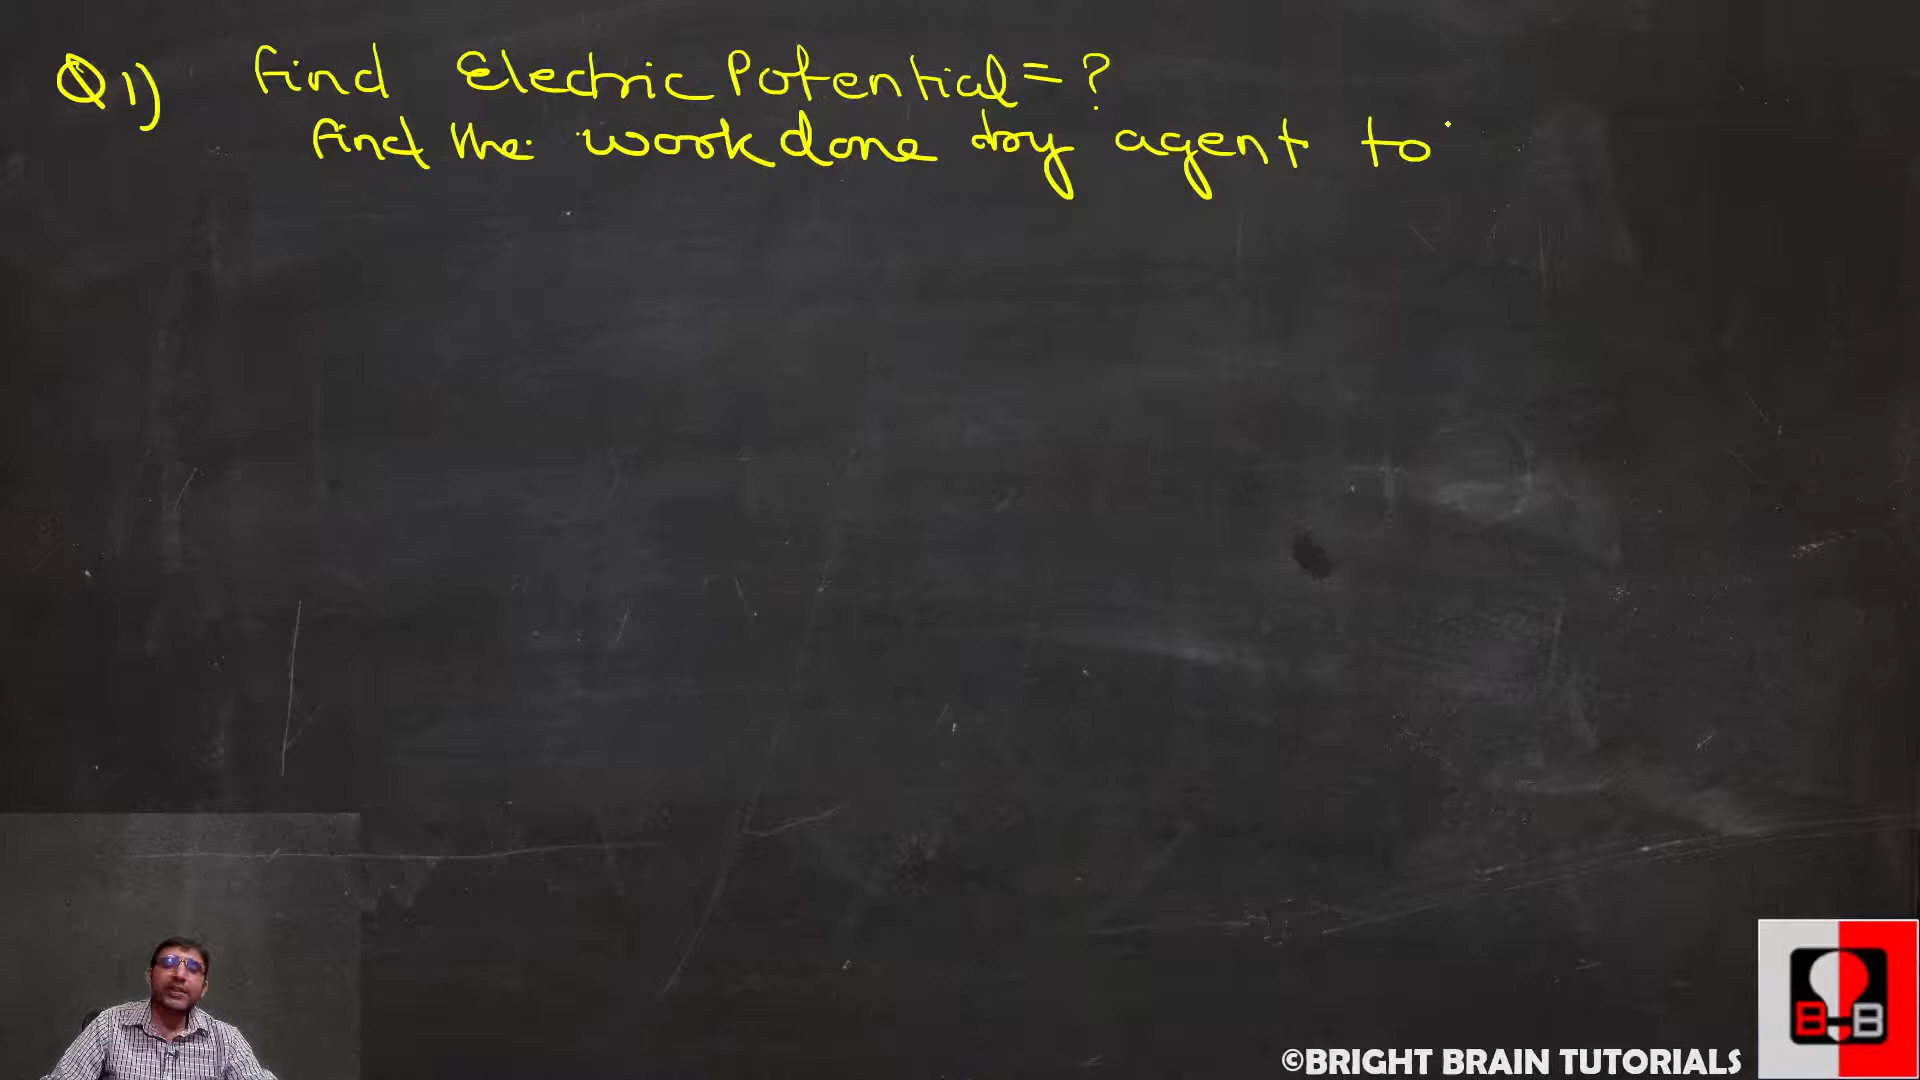 Q1) Find Electric Potential = ?
Find the work done by agent to
©BRIGHT BRAIN TUTORIALS
B B